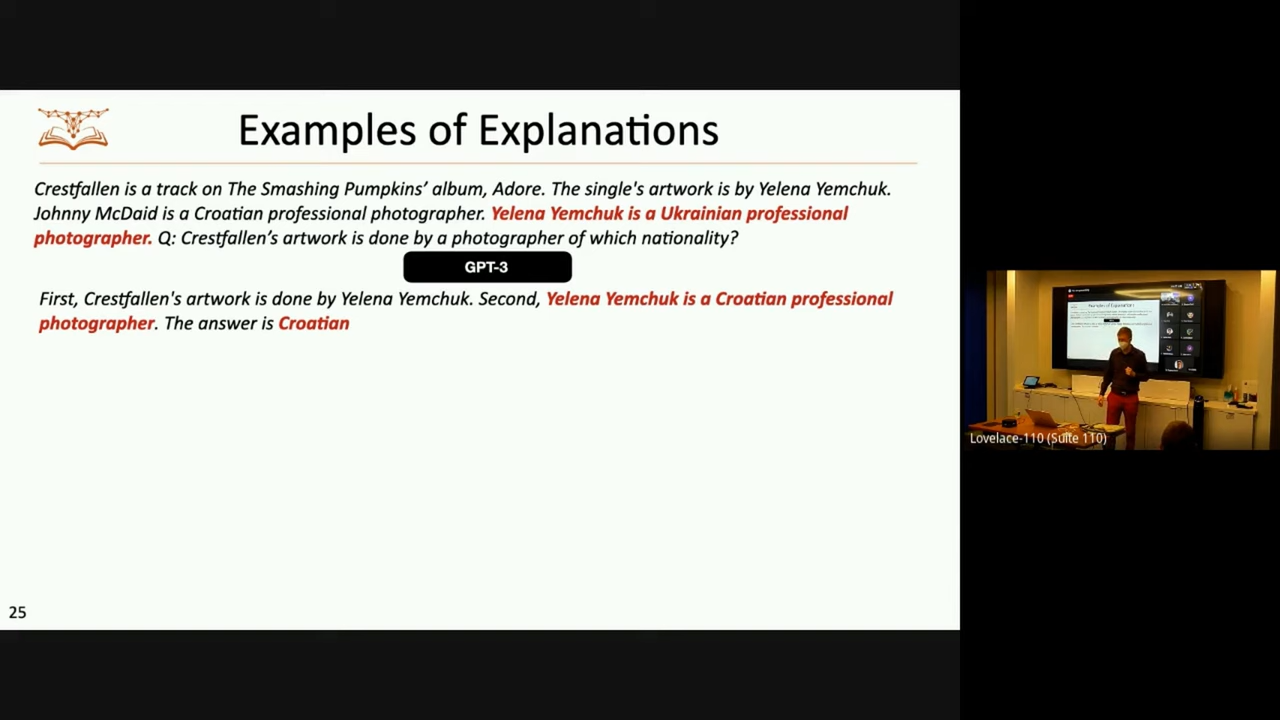 Examples of Explanations
Crestfallen is a track on The Smashing Pumpkins’ album, Adore. The single's artwork is by Yelena Yemchuk.
Johnny McDaid is a Croatian professional photographer. Yelena Yemchuk is a Ukrainian professional
photographer. Q: Crestfallen’s artwork is done by a photographer of which nationality?
GPT-3
First, Crestfallen's artwork is done by Yelena Yemchuk. Second, Yelena Yemchuk is a Croatian professional
photographer. The answer is Croatian
25
Lovelace-110 (Suite 110)